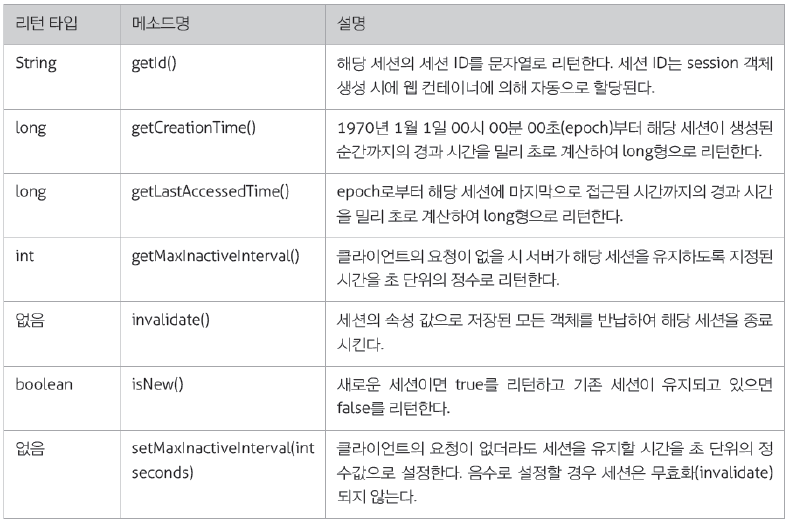 리턴 타입 메소드명 설명
String getId() 해당 세션의 세션 ID를 문자열로 리턴한다. 세션 ID는 session 객체
생성 시에 웹 컨테이너에 의해 자동으로 할당된다.
long getCreationTime() 1970년 1월 1일 00시 00분 00초(epoch)부터 해당 세션이 생성된
순간까지의 경과 시간을 밀리 초로 계산하여 long형으로 리턴한다.
long getLastAccessedTime() epoch로부터 해당 세션에 마지막으로 접근된 시간까지의 경과 시간
을 밀리 초로 계산하여 long형으로 리턴한다.
int getMaxInactiveInterval() 클라이언트의 요청이 없을 시 서버가 해당 세션을 유지하도록 지정된
시간을 초 단위의 정수로 리턴한다.
없음 invalidate() 세션의 속성 값으로 저장된 모든 객체를 반납하여 해당 세션을 종료
시킨다.
boolean isNew() 새로운 세션이면 true를 리턴하고 기존 세션이 유지되고 있으면
false를 리턴한다.
없음 setMaxInactiveInterval(int 클라이언트의 요청이 없더라도 세션을 유지할 시간을 초 단위의 정
seconds) 수값으로 설정한다. 음수로 설정할 경우 세션은 무효화(invalidate)
되지 않는다.